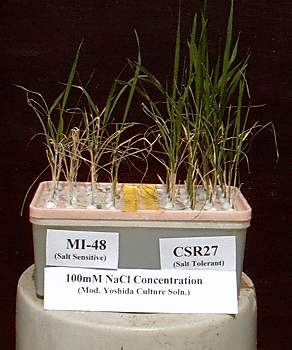 MI-48
(Salt Sensitive)
CSR27
(Salt Tolerant)
100mM NaCl Concentration
(Mod. Yoshida Culture Soln.)